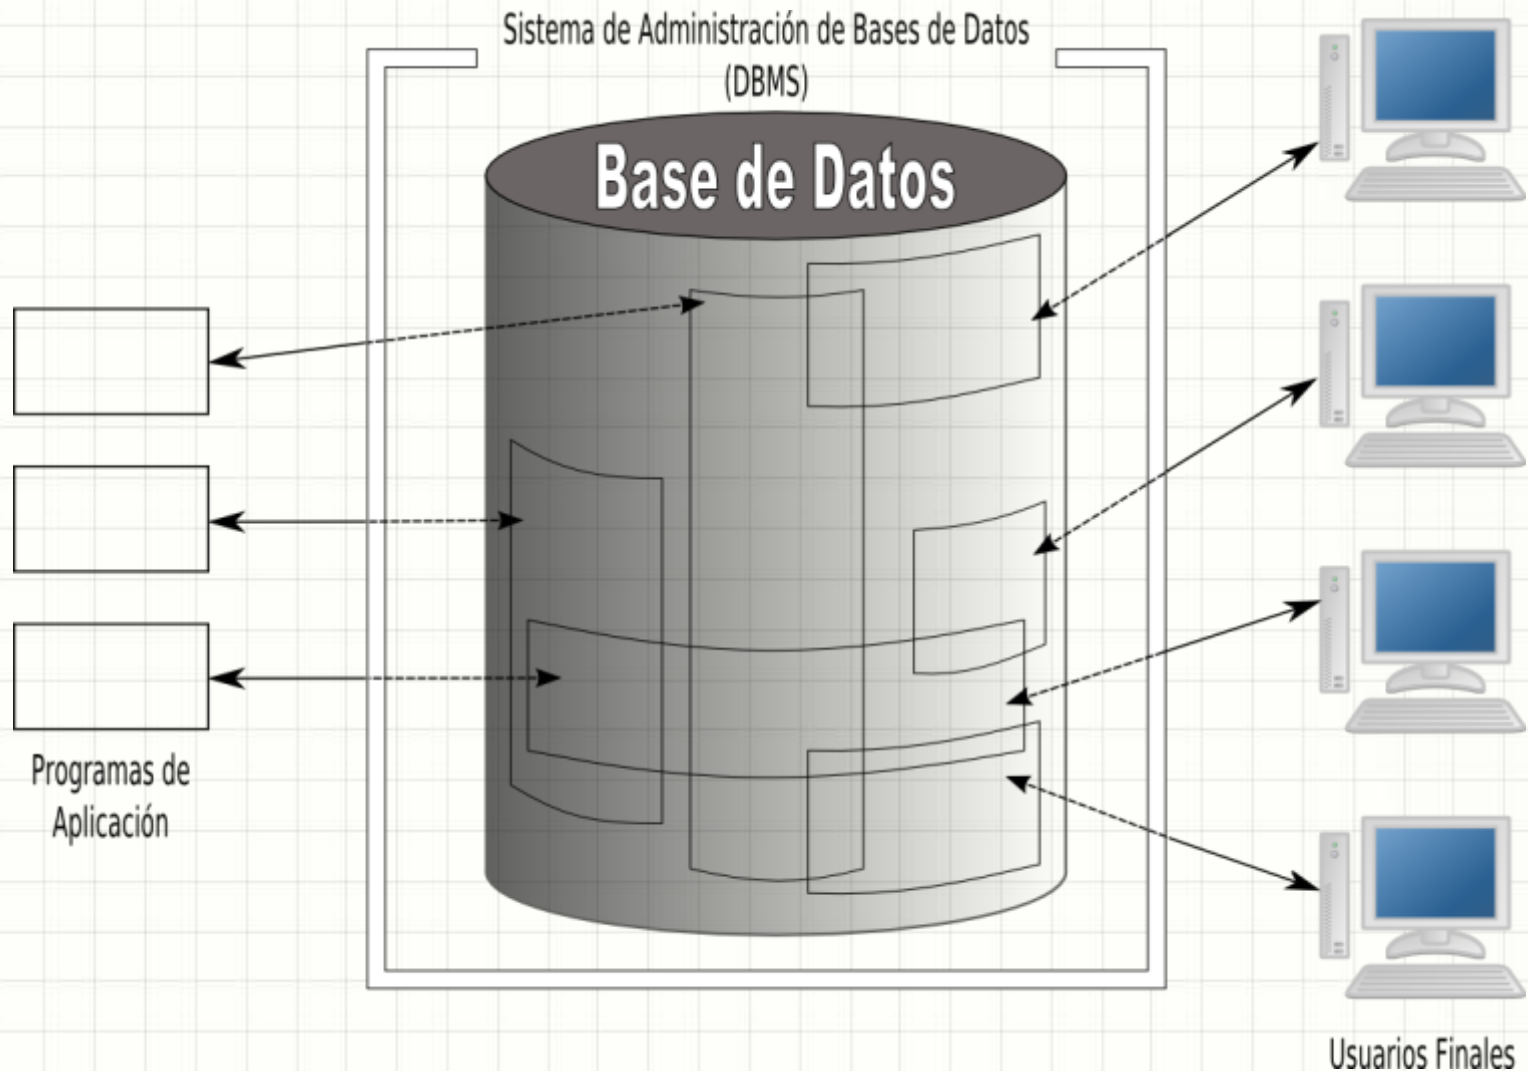 Sistema de Administración de Bases de Datos
(DBMS)
Base de Datos
Programas de
Aplicación
Usuarios Finales